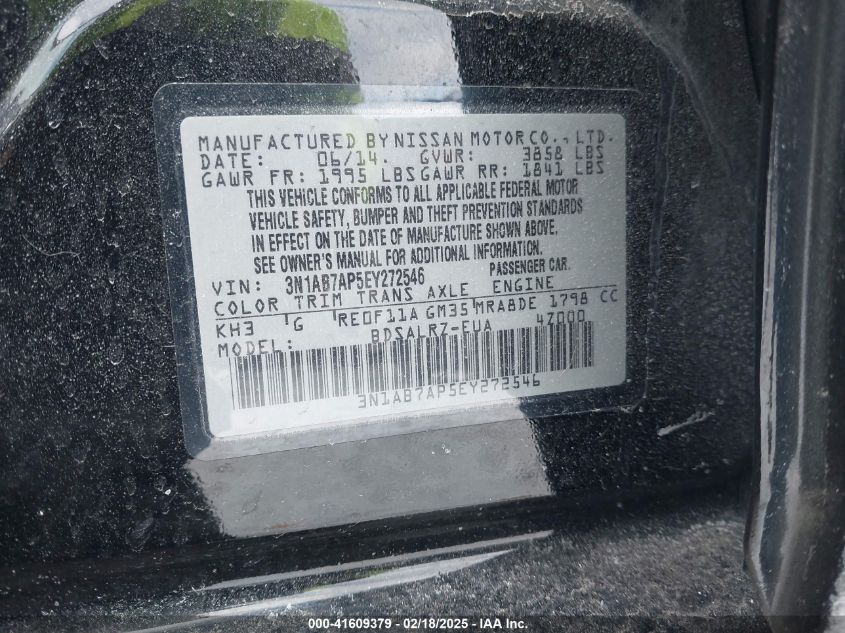 MANUFACTURED BY NISSAN MOTOR CO., LTD.
DATE: 06/14. GVWR: 3858 LBS
GAWR FR: 1995 LBS GAWR RR: 1841 LBS
THIS VEHICLE CONFORMS TO ALL APPLICABLE FEDERAL MOTOR
VEHICLE SAFETY, BUMPER AND THEFT PREVENTION STANDARDS
IN EFFECT ON THE DATE OF MANUFACTURE SHOWN ABOVE.
SEE OWNER'S MANUAL FOR ADDITIONAL INFORMATION.
VIN: 3N1AB7AP5EY272546 PASSENGER CAR.
COLOR TRIM TRANS AXLE ENGINE
KH3 G RE0F11A GM35 MRA8DE 1798 CC
MODEL: BDSALRZ-EUA 4Z000
3N1AB7AP5EY272546
000-41609379 - 02/18/2025 - IAA Inc.